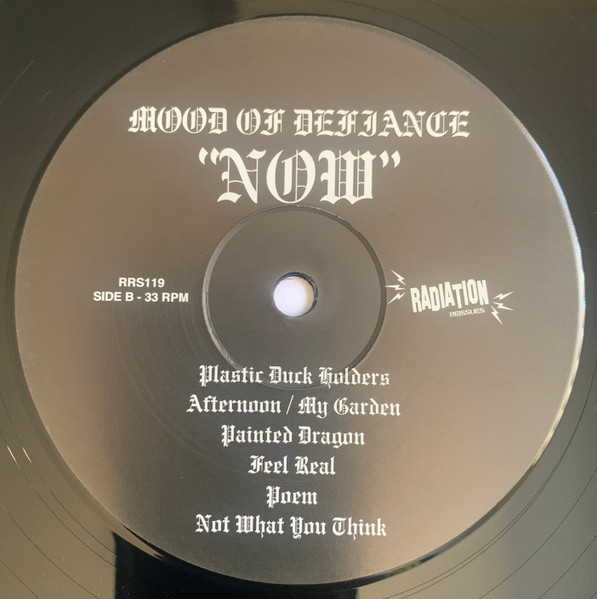 MOOD OF DEFIANCE
"NOW"
RRS119
SIDE B - 33 RPM
RADIATION
REISSUES
Plastic Duck Holders
Afternoon / My Garden
Painted Dragon
Feel Real
Poem
Not What You Think